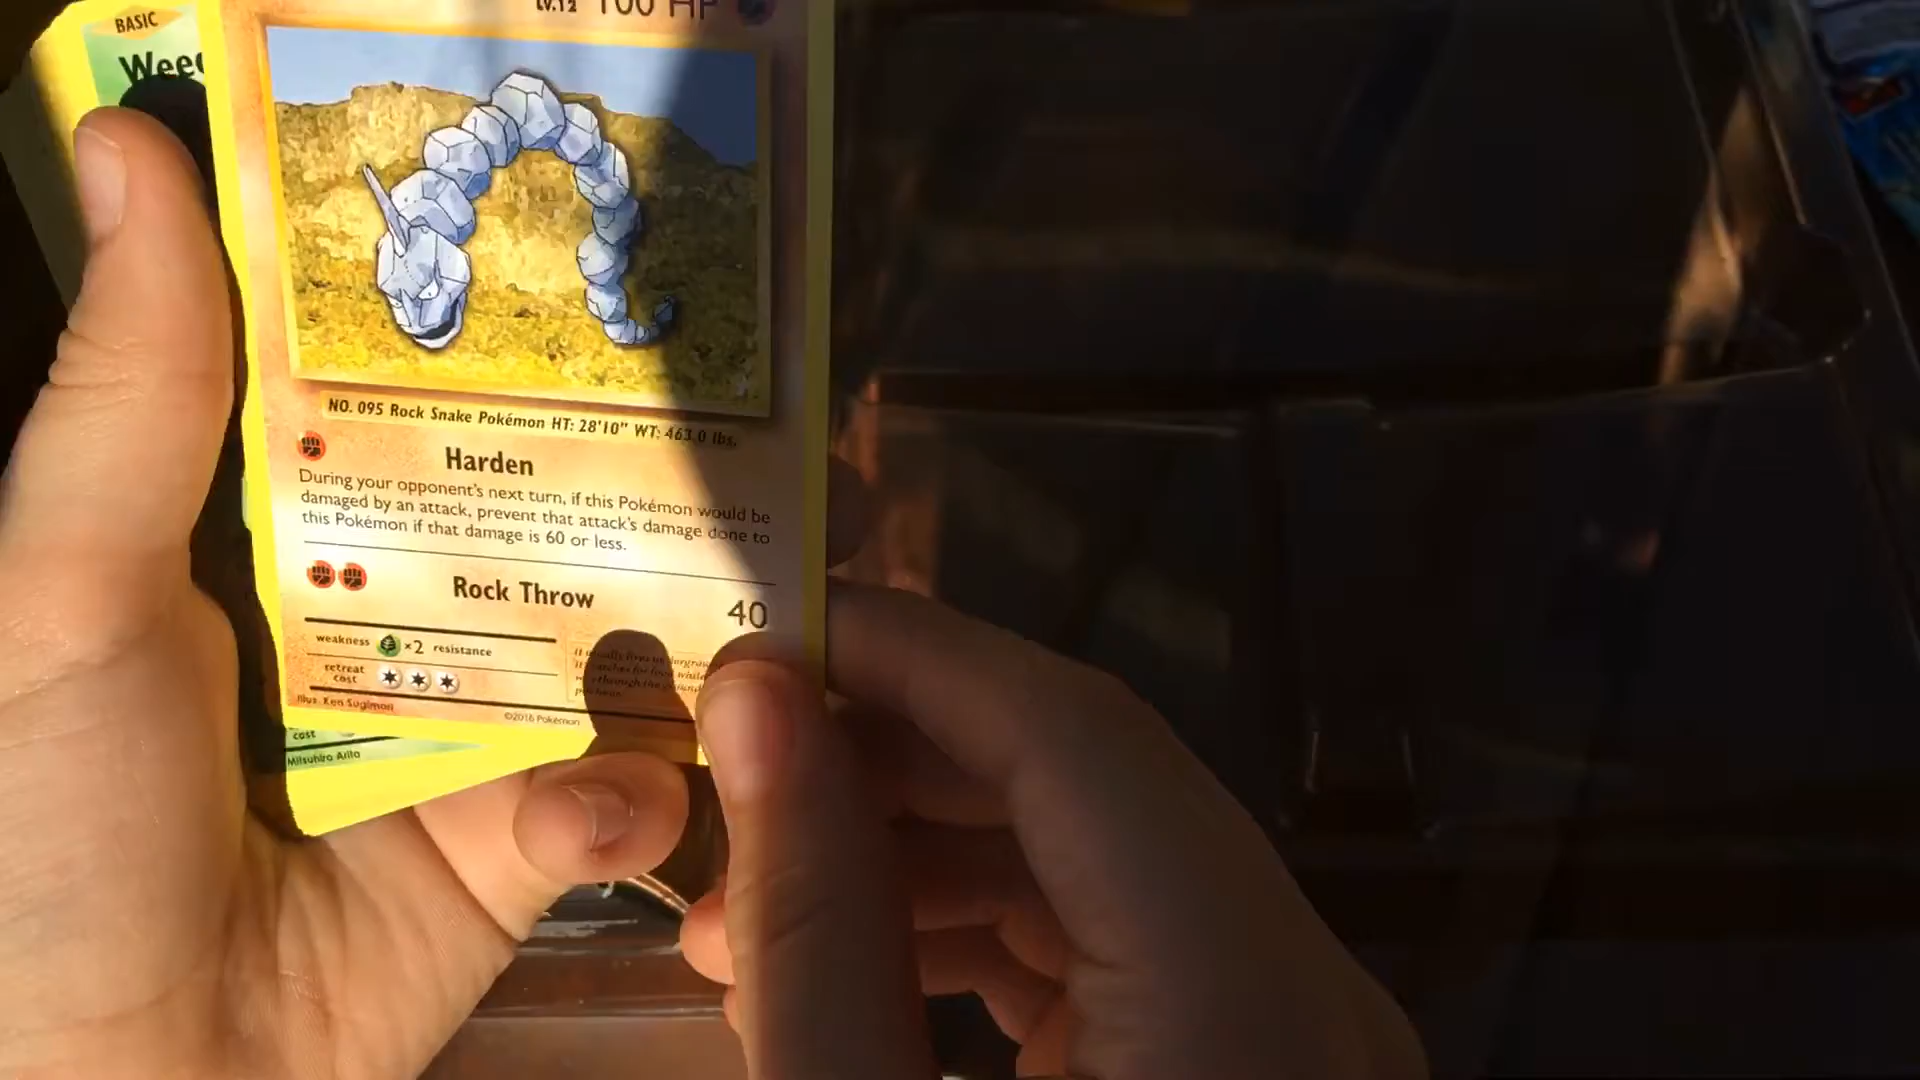 BASIC
Weed
LV.12 100 HP
NO. 095 Rock Snake Pokémon HT: 28'10" WT: 463.0 lbs.
Harden
During your opponent's next turn, if this Pokémon would be
damaged by an attack, prevent that attack's damage done to
this Pokémon if that damage is 60 or less.
Rock Throw 40
weakness ×2 resistance
retreat
cost
Illus. Ken Sugimori
©2016 Pokémon
cost
Mitsuhiro Arita